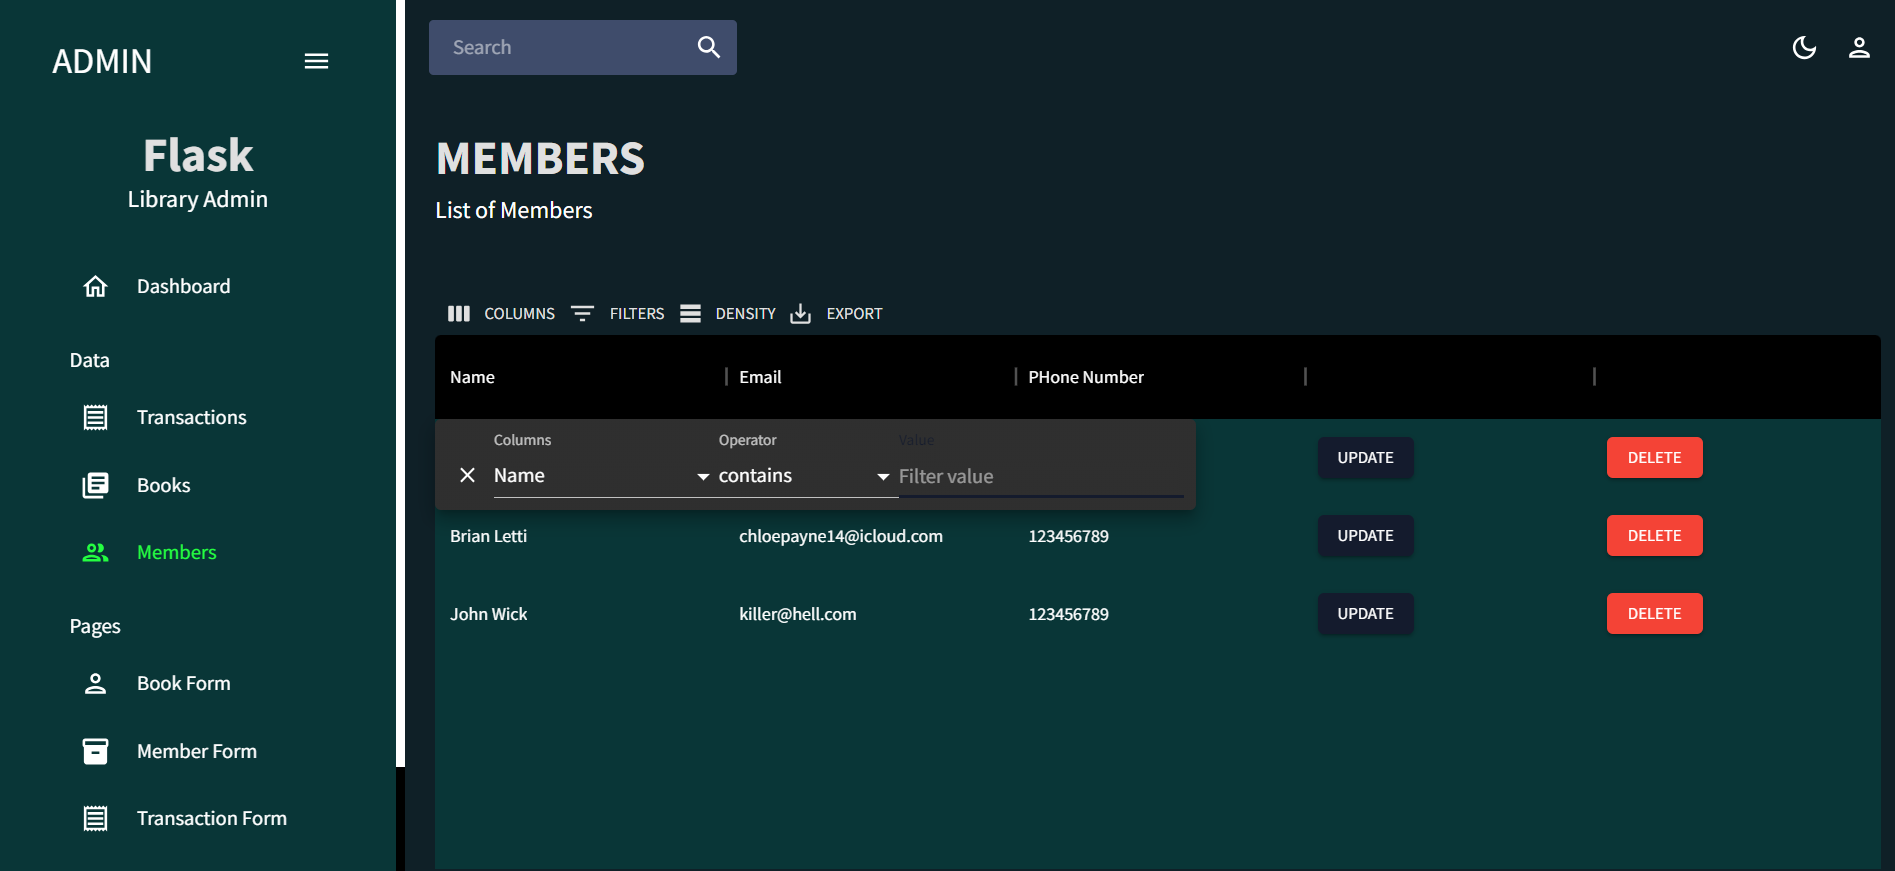 ADMIN
Flask
Library Admin
Dashboard
Data
Transactions
Books
Members
Pages
Book Form
Member Form
Transaction Form
Search
MEMBERS
List of Members
COLUMNS FILTERS DENSITY EXPORT
Name Email PHone Number
Columns Operator Value
Name contains Filter value
UPDATE DELETE
Brian Letti chloepayne14@icloud.com 123456789 UPDATE DELETE
John Wick killer@hell.com 123456789 UPDATE DELETE